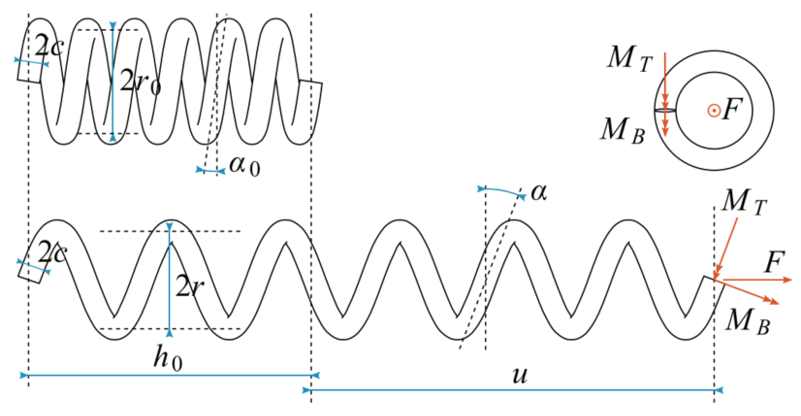 2c
2r₀
α₀
M_T
M_B
F
2c
2r
α
M_T
F
M_B
h₀
u